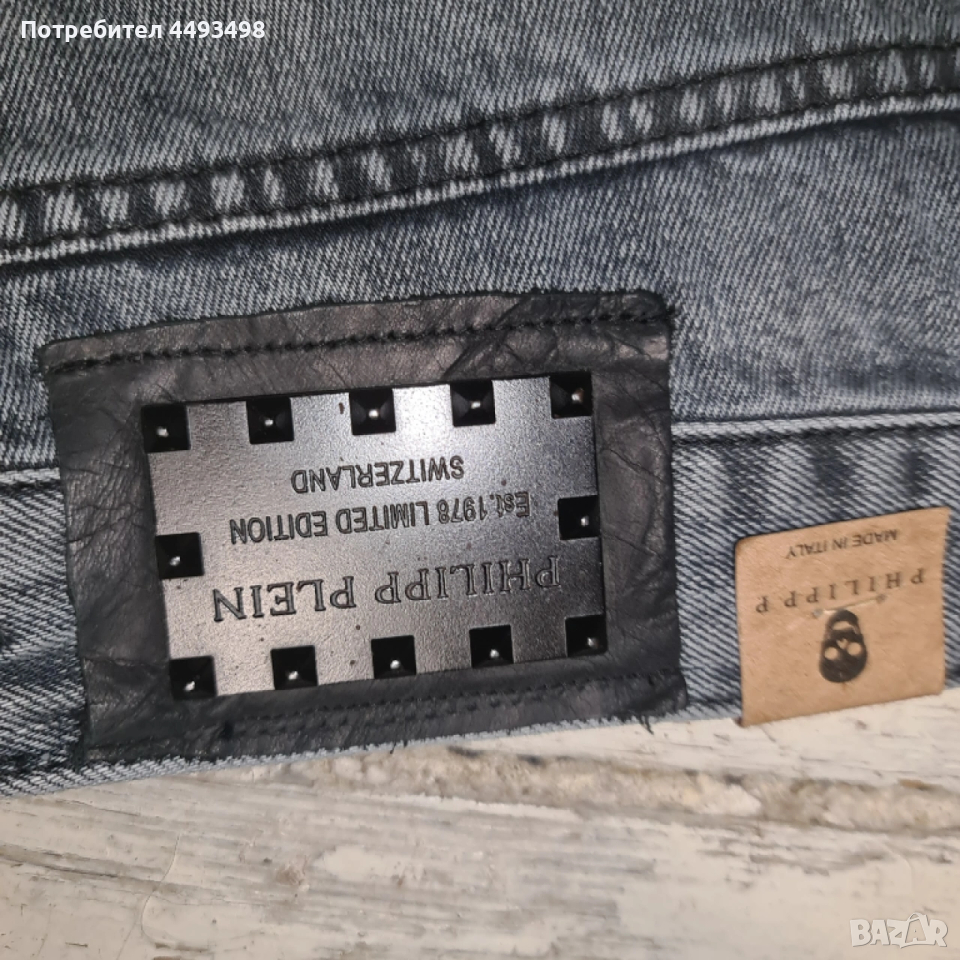 Потребител 4493498
PHILIPP PLEIN
Est.1978 LIMITED EDITION
SWITZERLAND
PHILIPP P
MADE IN ITALY
BAZAR